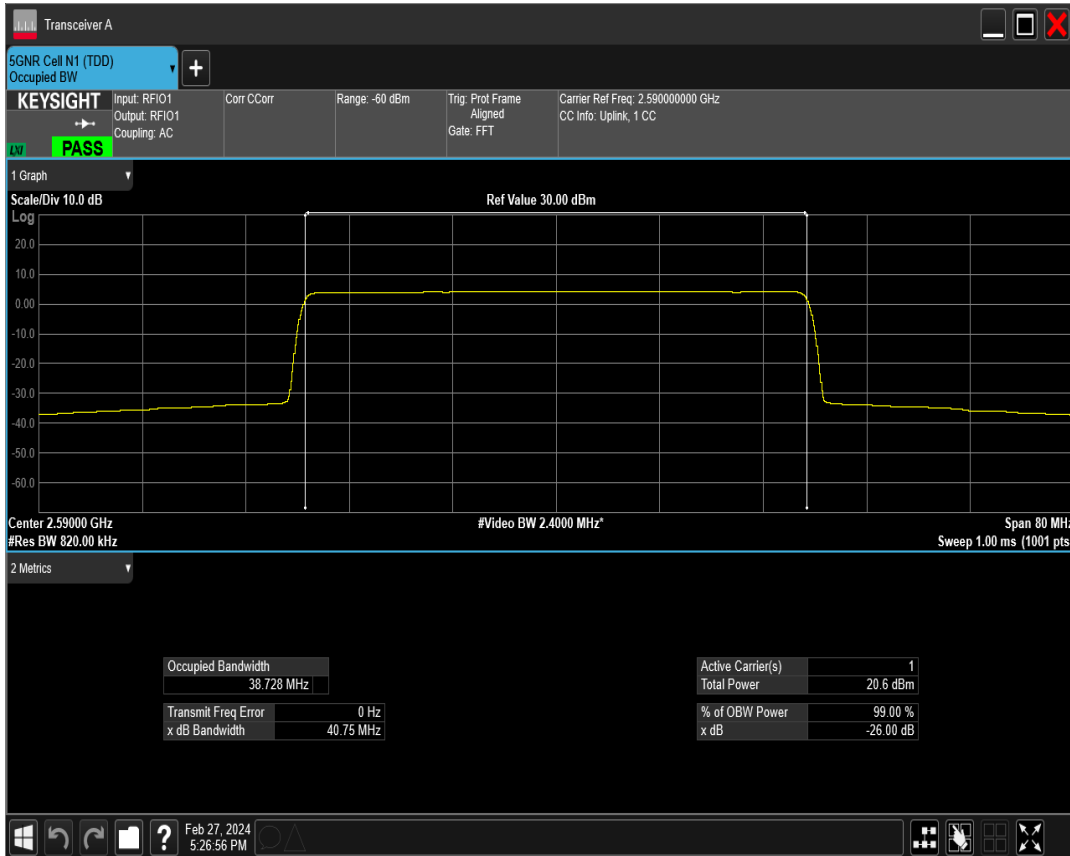 Transceiver A
5GNR Cell N1 (TDD)
Occupied BW
+
KEYSIGHT
LXI
PASS
Input: RFIO1
Output: RFIO1
Coupling: AC
Corr CCorr
Range: -60 dBm
Trig: Prot Frame
Aligned
Gate: FFT
Carrier Ref Freq: 2.590000000 GHz
CC Info: Uplink, 1 CC
1 Graph
Scale/Div 10.0 dB
Ref Value 30.00 dBm
Log
20.0
10.0
0.00
-10.0
-20.0
-30.0
-40.0
-50.0
-60.0
Center 2.59000 GHz
#Video BW 2.4000 MHz*
Span 80 MHz
#Res BW 820.00 kHz
Sweep 1.00 ms (1001 pts
2 Metrics
Occupied Bandwidth
38.728 MHz
Transmit Freq Error 0 Hz
x dB Bandwidth 40.75 MHz
Active Carrier(s) 1
Total Power 20.6 dBm
% of OBW Power 99.00 %
x dB -26.00 dB
?
Feb 27, 2024
5:26:56 PM